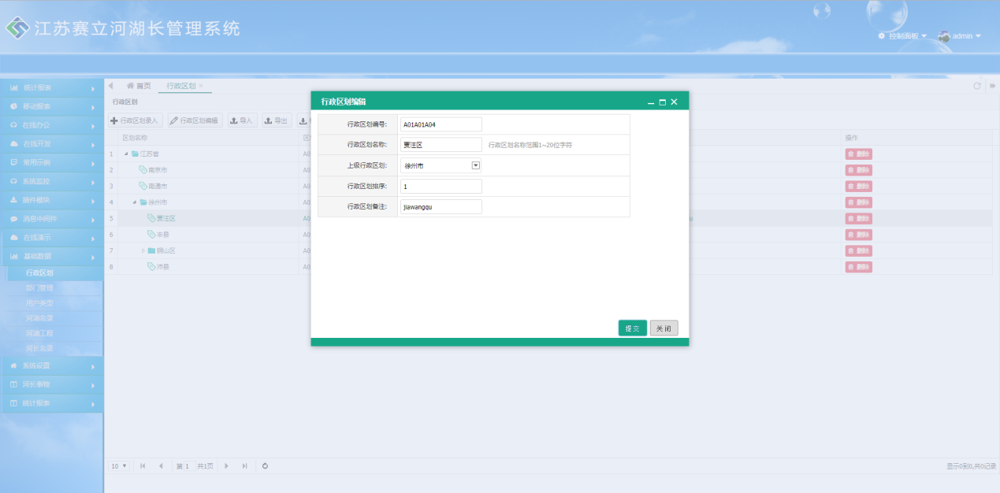 江苏赛立河湖长管理系统
控制面板 admin
统计报表
移动报表
在线办公
在线开发
常用示例
系统监控
插件模块
消息中间件
在线演示
基础数据
行政区划
部门管理
用户类型
河湖名录
河湖工程
河长名录
系统设置
河长事物
统计报表
首页 行政区划 ×
行政区划
行政区划录入 行政区划编辑 导入 导出
区划名称 区 操作
1 江苏省 A0 删除
2 南京市 A0 删除
3 南通市 A0 删除
4 徐州市 A0 删除
5 贾汪区 A0 u 删除
6 丰县 A0 删除
7 铜山区 A0 删除
8 沛县 A0 删除
行政区划编辑
行政区划编号: A01A01A04
行政区划名称: 贾汪区 行政区划名称范围1~20位字符
上级行政区划: 徐州市
行政区划排序: 1
行政区划备注: jiawangqu
提交 关闭
10 第 1 共1页 显示0到0,共0记录